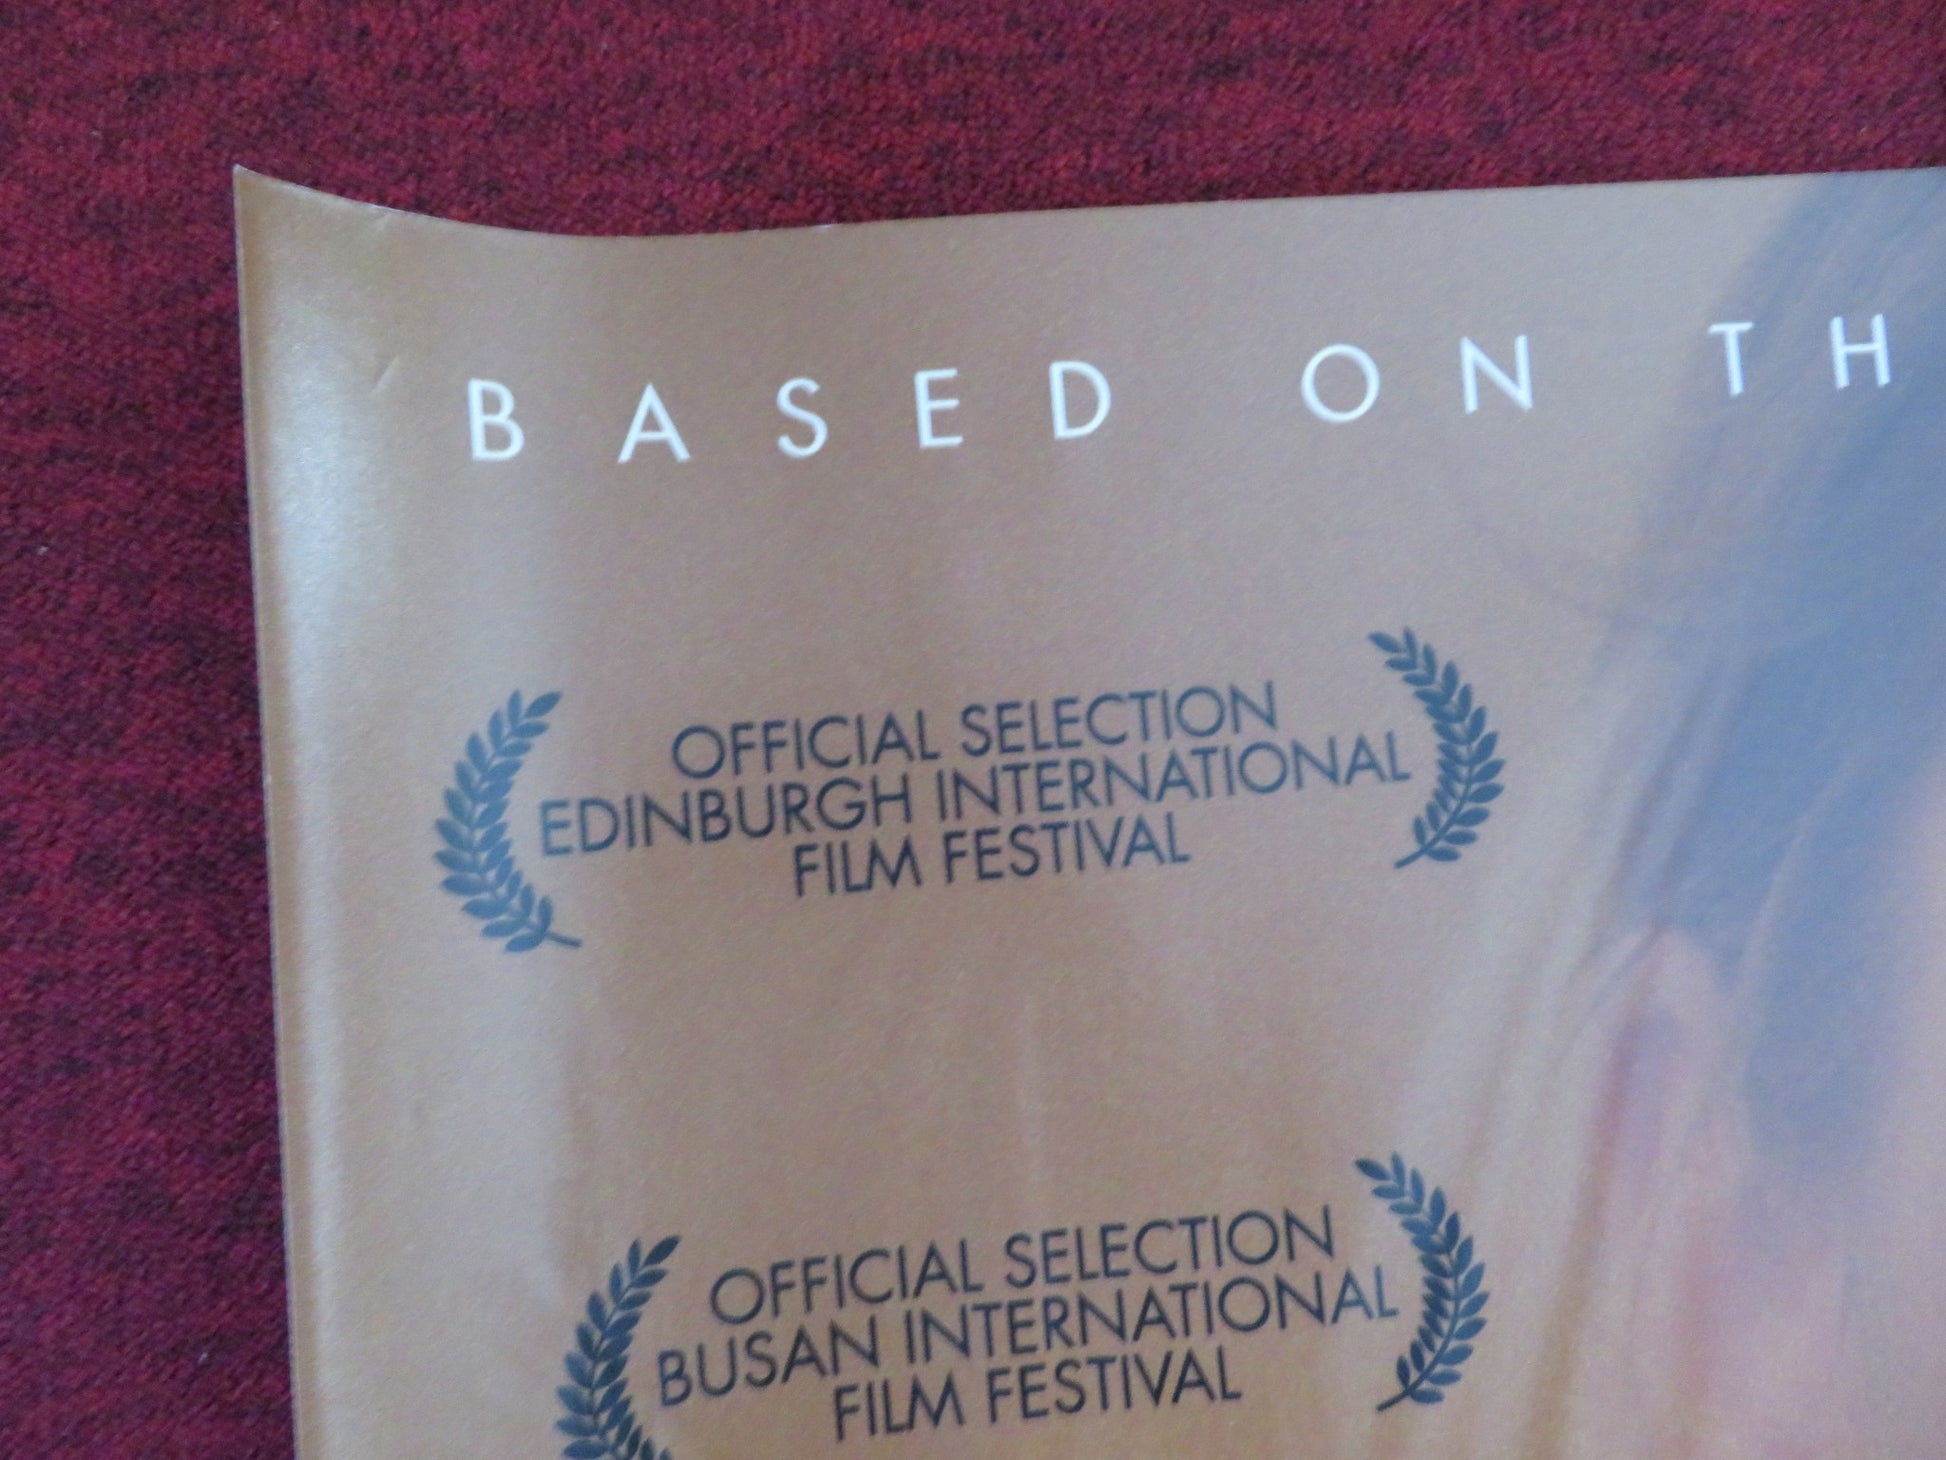 BASED ON TH
OFFICIAL SELECTION
EDINBURGH INTERNATIONAL
FILM FESTIVAL
OFFICIAL SELECTION
BUSAN INTERNATIONAL
FILM FESTIVAL